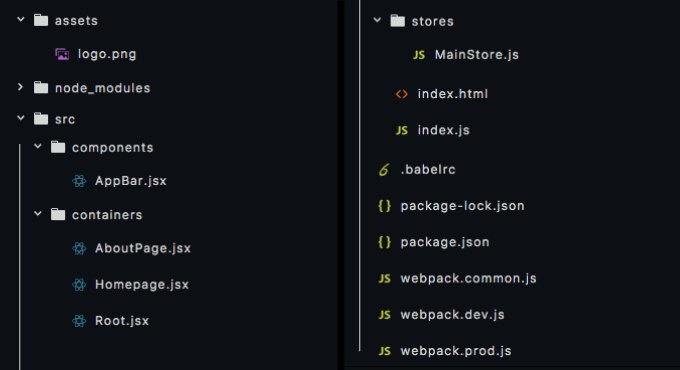 assets
logo.png
node_modules
src
components
AppBar.jsx
containers
AboutPage.jsx
Homepage.jsx
Root.jsx
stores
JS MainStore.js
<> index.html
JS index.js
6 .babelrc
{} package-lock.json
{} package.json
JS webpack.common.js
JS webpack.dev.js
JS webpack.prod.js